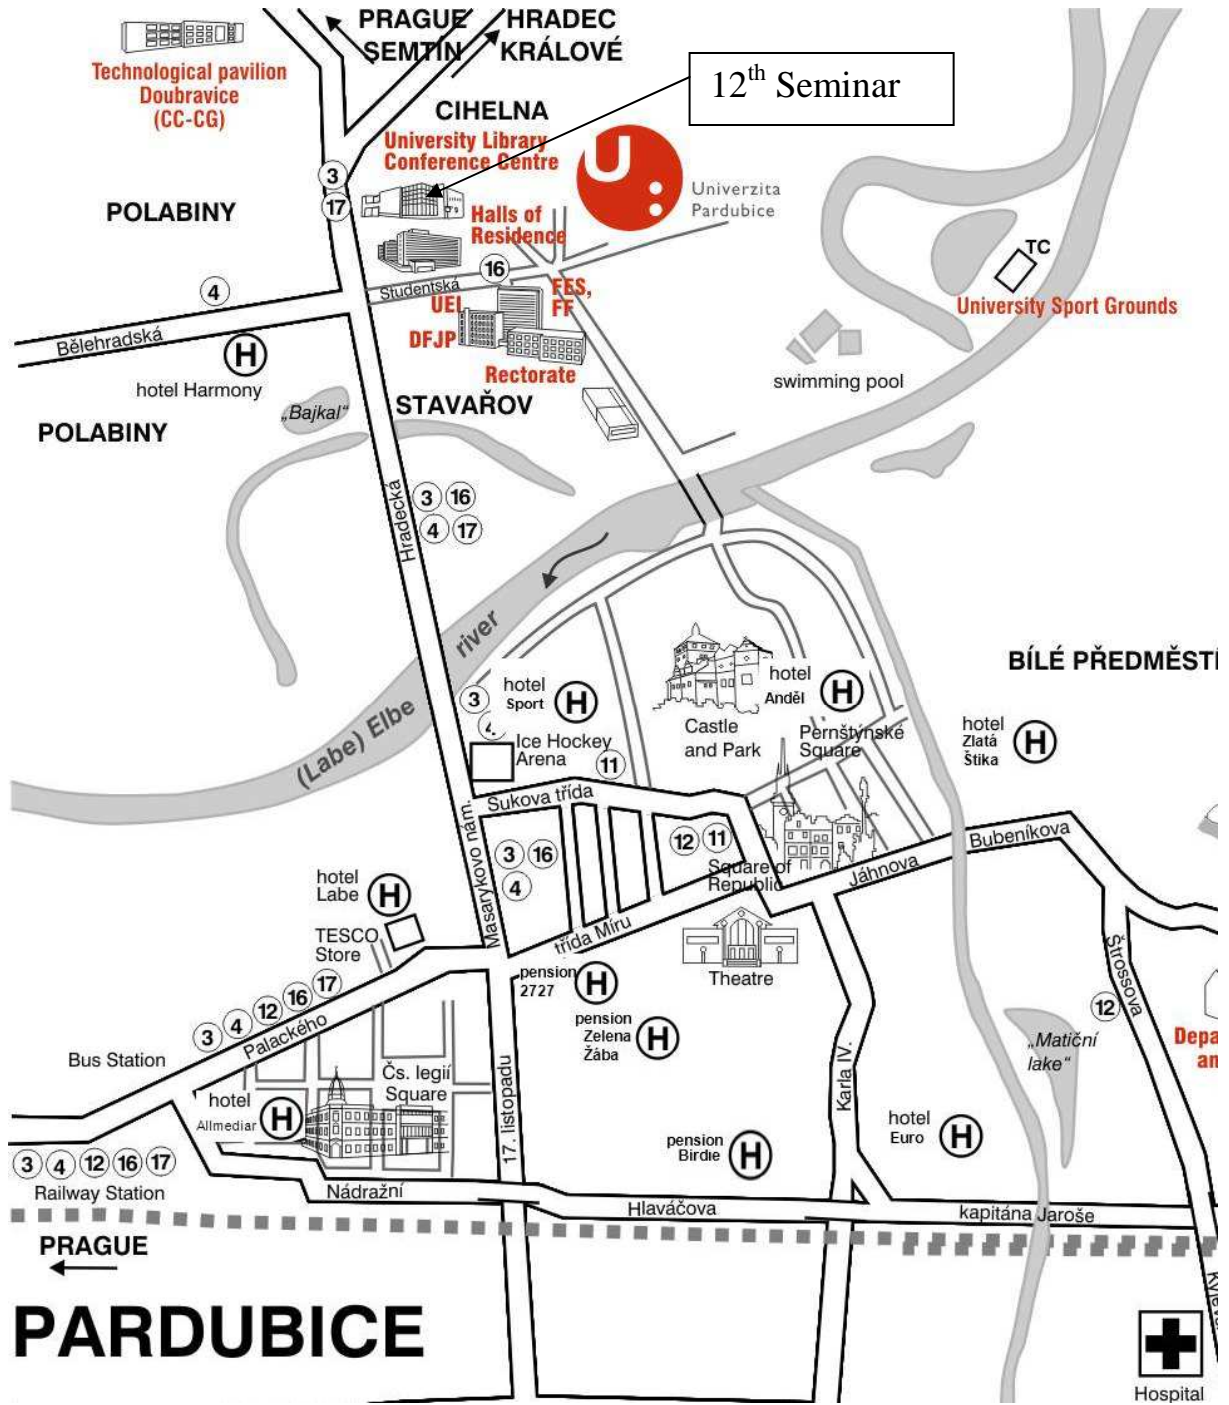 PRAGUE
SEMTÍN
HRADEC
KRÁLOVÉ
Technological pavilion
Doubravice
(CC-CG)
12th Seminar
CIHELNA
University Library
Conference Centre
U
Univerzita
Pardubice
3
17
POLABINY
Halls of
Residence
TC
University Sport Grounds
16
Studentská
4
UEI
FES,
FF
DFJP
Rectorate
Bělehradská
H
hotel Harmony
swimming pool
„Bajkal“
STAVAŘOV
POLABINY
Hradecká
3 16
4 17
river
(Labe) Elbe
BÍLÉ PŘEDMĚSTÍ
3
4
hotel
Sport
H
hotel
Anděl
H
Castle
and Park
Pernštýnské
Square
hotel
Zlatá
Štika
H
Ice Hockey
Arena
11
Sukova třída
Masarykovo nám.
3 16
4
12 11
Square of
Republic
Jáhnova
Bubeníkova
hotel
Labe
H
TESCO
Store
třída Míru
Theatre
Štrossova
12
pension
2727
H
pension
Zelena
Žába
H
3 4 12 16 17
Palackého
Bus Station
Čs. legií
Square
17. listopadu
Karla IV.
„Matiční
lake“
hotel
Allmediar
H
pension
Birdie
H
hotel
Euro
H
3 4 12 16 17
Railway Station
Nádražní
Hlaváčova
kapitána Jaroše
PRAGUE
PARDUBICE
Hospital